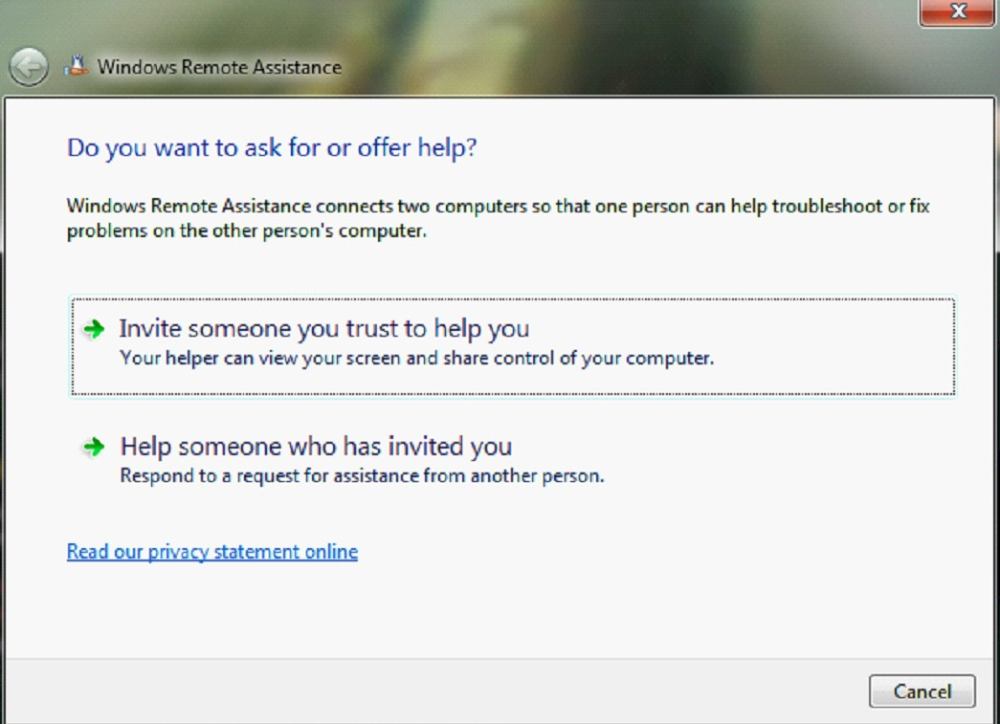 Windows Remote Assistance
Do you want to ask for or offer help?
Windows Remote Assistance connects two computers so that one person can help troubleshoot or fix
problems on the other person's computer.
Invite someone you trust to help you
Your helper can view your screen and share control of your computer.
Help someone who has invited you
Respond to a request for assistance from another person.
Read our privacy statement online
Cancel